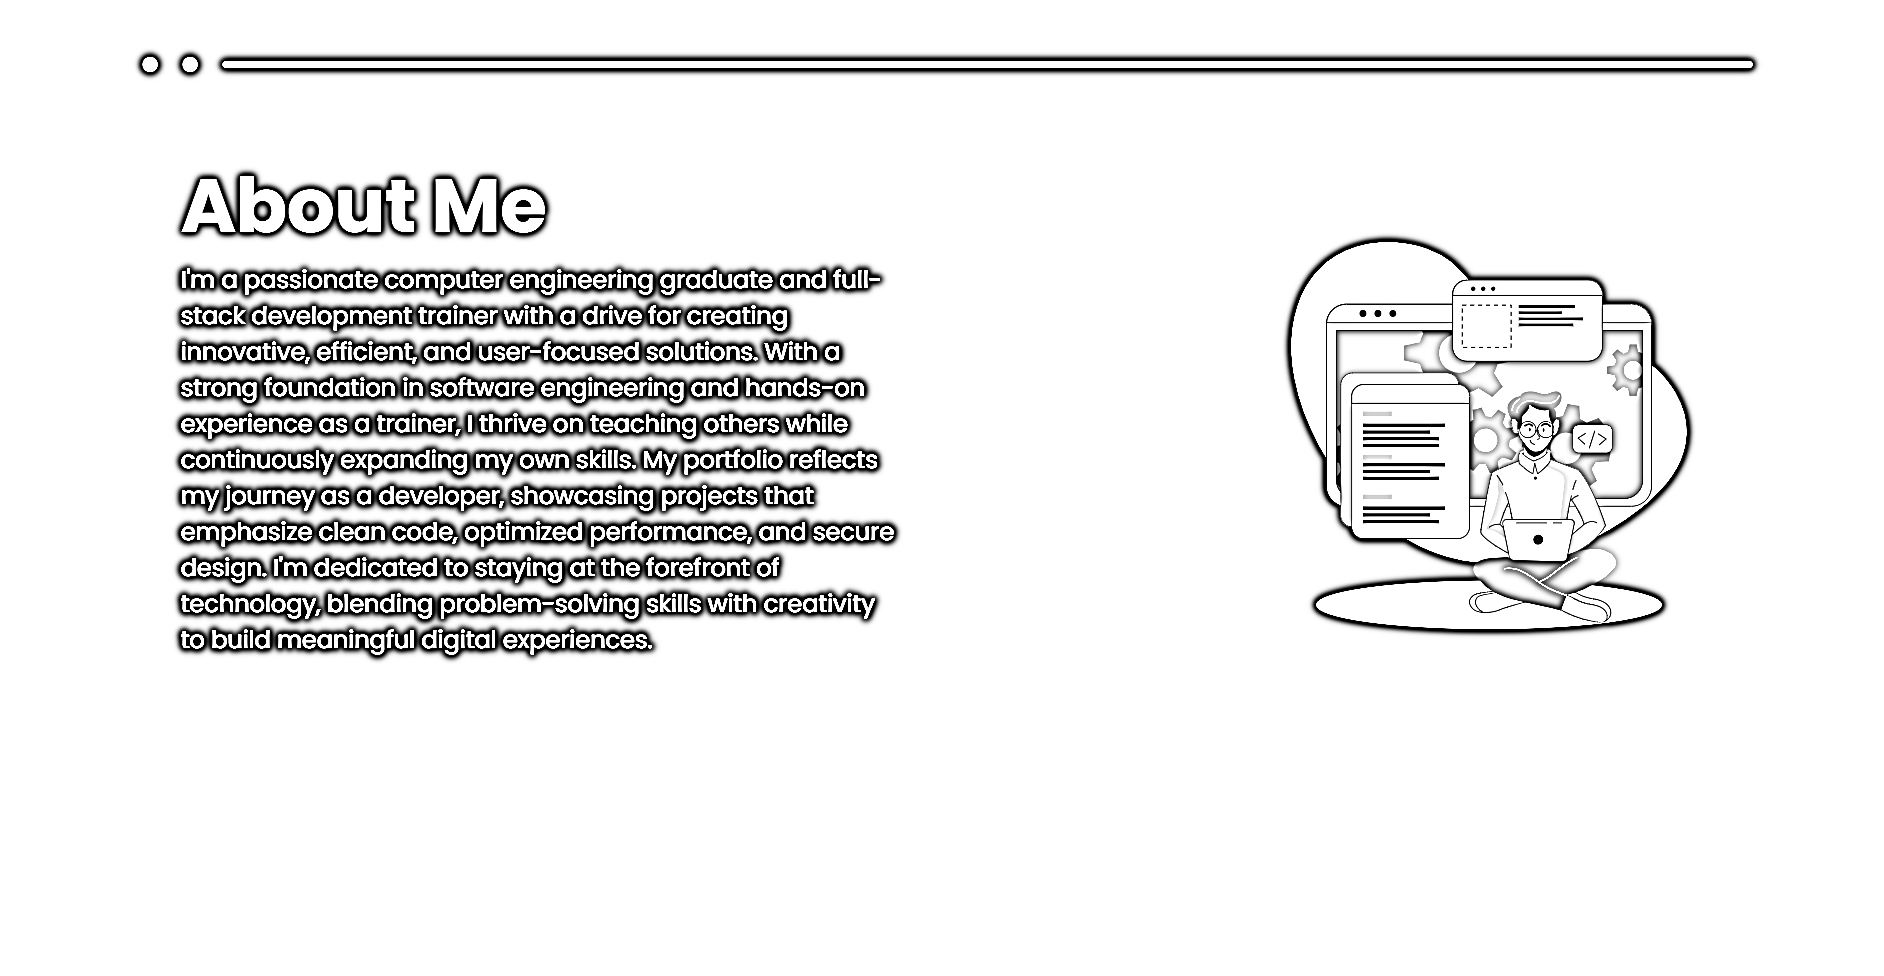 About Me
I'm a passionate computer engineering graduate and full-
stack development trainer with a drive for creating
innovative, efficient, and user-focused solutions. With a
strong foundation in software engineering and hands-on
experience as a trainer, I thrive on teaching others while
continuously expanding my own skills. My portfolio reflects
my journey as a developer, showcasing projects that
emphasize clean code, optimized performance, and secure
design. I'm dedicated to staying at the forefront of
technology, blending problem-solving skills with creativity
to build meaningful digital experiences.
</>